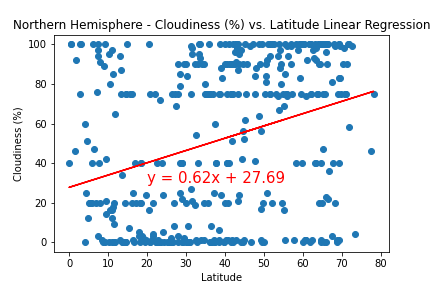 Northern Hemisphere - Cloudiness (%) vs. Latitude Linear Regression
100
80
60
40
20
0
Cloudiness (%)
y = 0.62x + 27.69
0 10 20 30 40 50 60 70 80
Latitude